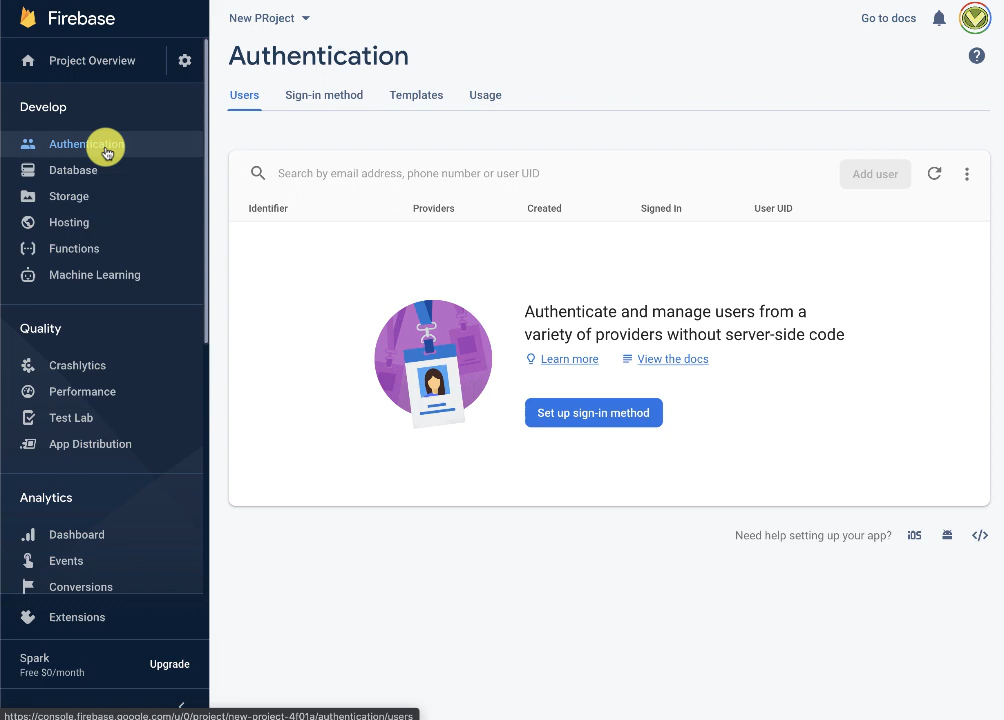 Firebase
Project Overview
Develop
Authentication
Database
Storage
Hosting
Functions
Machine Learning
Quality
Crashlytics
Performance
Test Lab
App Distribution
Analytics
Dashboard
Events
Conversions
Extensions
Spark
Free $0/month
Upgrade
https://console.firebase.google.com/u/0/project/new-project-4f01a/authentication/users
New PRoject
Go to docs
Authentication
Users Sign-in method Templates Usage
Search by email address, phone number or user UID
Add user
Identifier Providers Created Signed In User UID
Authenticate and manage users from a
variety of providers without server-side code
Learn more View the docs
Set up sign-in method
Need help setting up your app? iOS </>